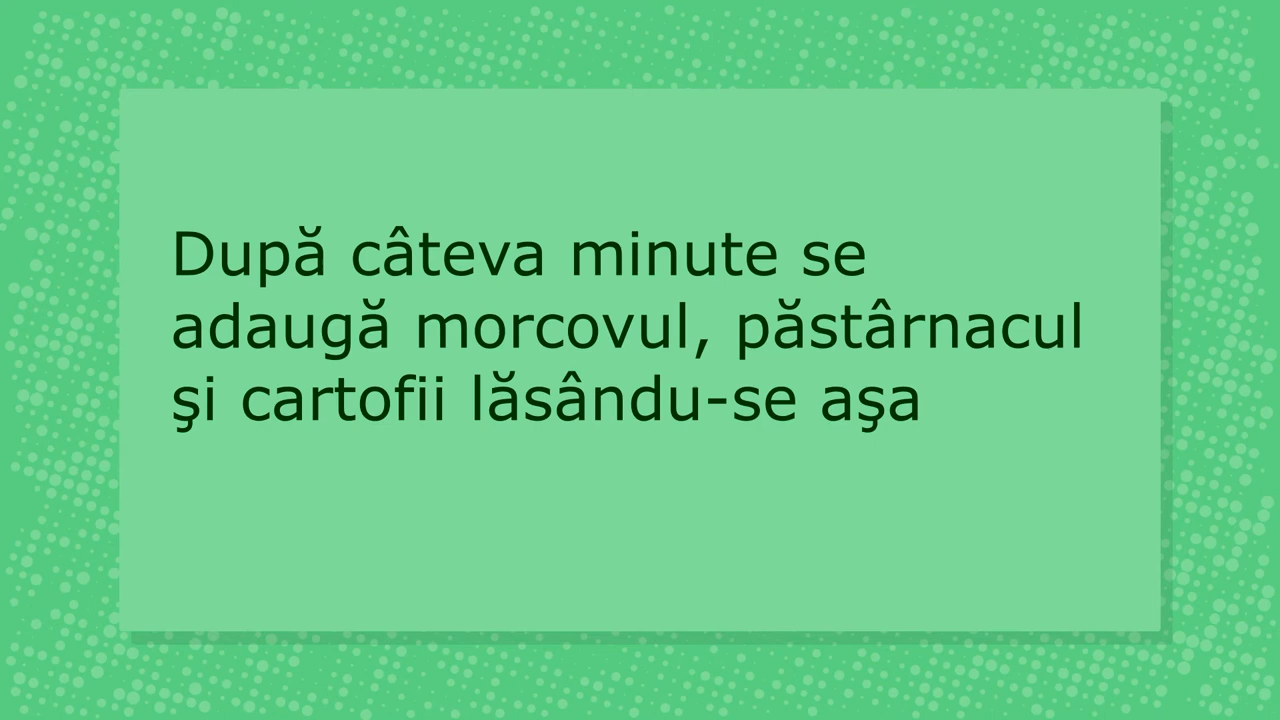 După câteva minute se
adaugă morcovul, păstârnacul
şi cartofii lăsându-se aşa